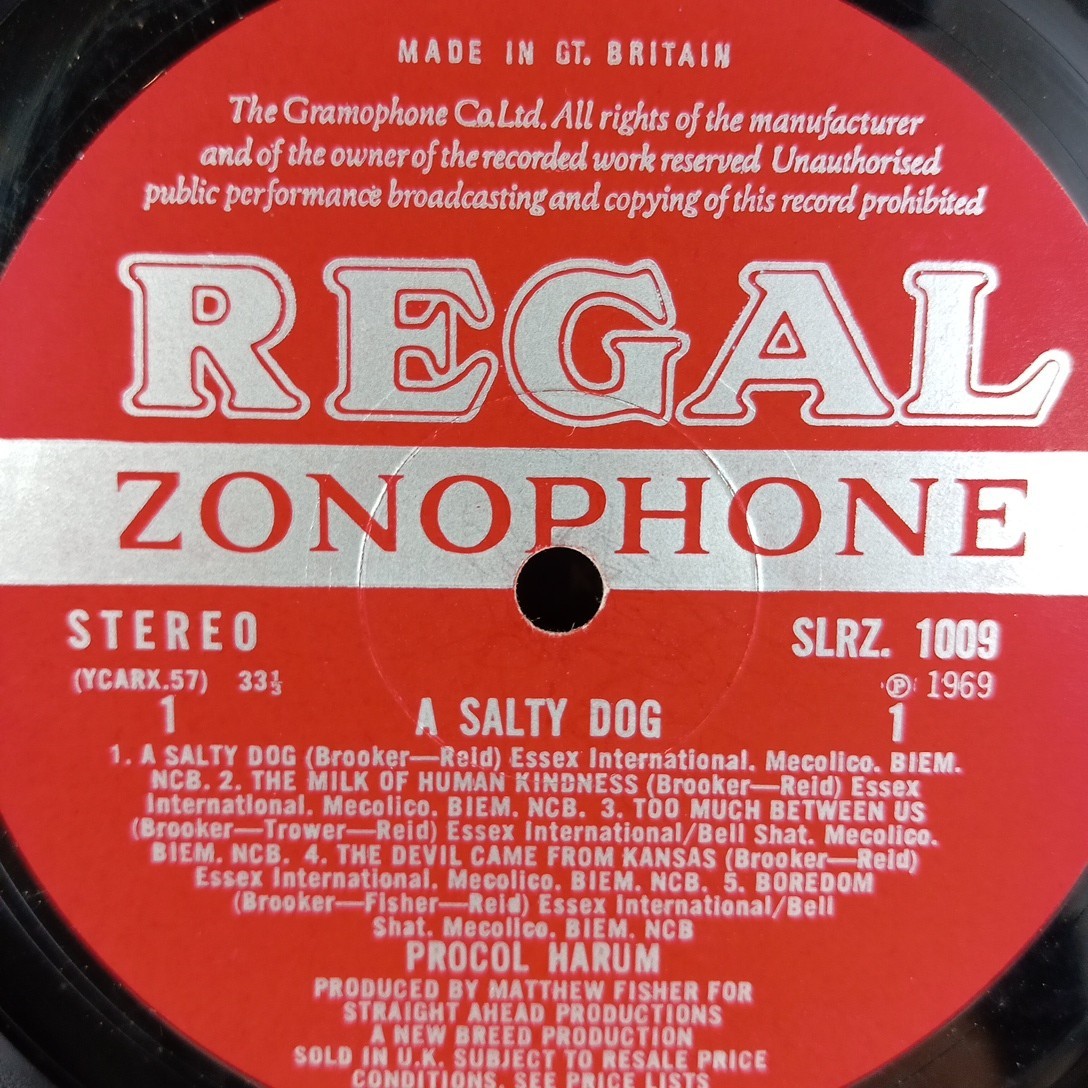 MADE IN GT. BRITAIN
The Gramophone Co.Ltd. All rights of the manufacturer
and of the owner of the recorded work reserved Unauthorised
public performance broadcasting and copying of this record prohibited
REGAL
ZONOPHONE
STEREO
SLRZ. 1009
(YCARX.57) 33⅓
℗ 1969
1
A SALTY DOG
1
1. A SALTY DOG (Brooker—Reid) Essex International. Mecolico. BIEM.
NCB. 2. THE MILK OF HUMAN KINDNESS (Brooker—Reid) Essex
International. Mecolico. BIEM. NCB. 3. TOO MUCH BETWEEN US
(Brooker—Trower—Reid) Essex International/Bell Shat. Mecolico.
BIEM. NCB. 4. THE DEVIL CAME FROM KANSAS (Brooker—Reid)
Essex International. Mecolico. BIEM. NCB. 5. BOREDOM
(Brooker—Fisher—Reid) Essex International/Bell
Shat. Mecolico. BIEM. NCB
PROCOL HARUM
PRODUCED BY MATTHEW FISHER FOR
STRAIGHT AHEAD PRODUCTIONS
A NEW BREED PRODUCTION
SOLD IN U.K. SUBJECT TO RESALE PRICE
CONDITIONS, SEE PRICE LISTS